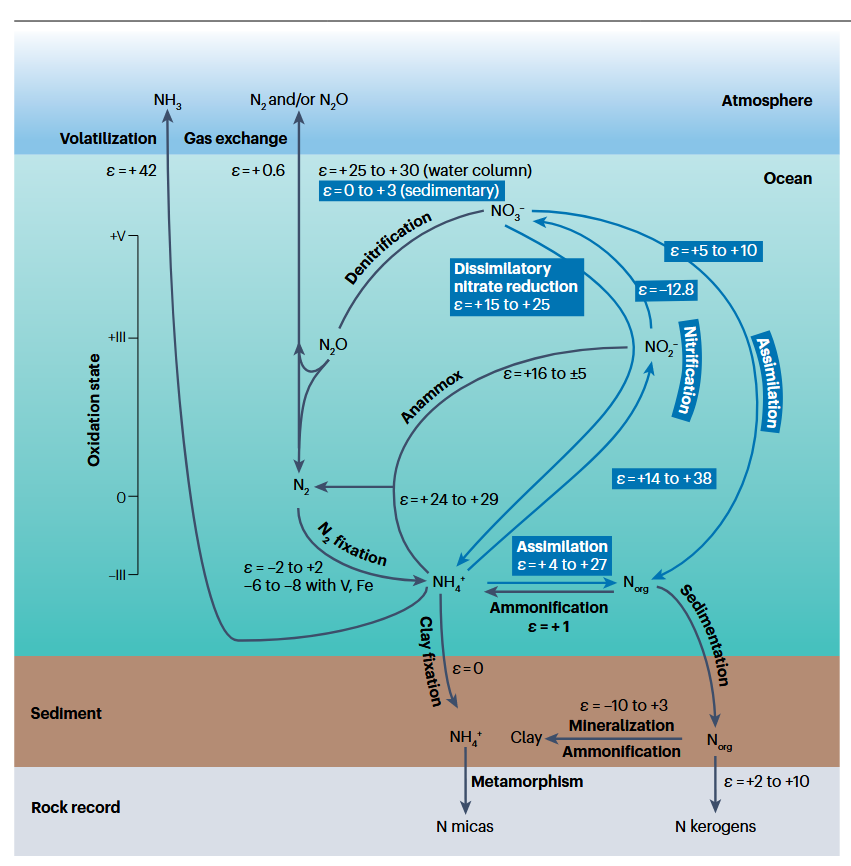 NH₃
N₂ and/or N₂O
Atmosphere
Volatilization
Gas exchange
ε=+42
ε=+0.6
ε=+25 to +30 (water column)
ε=0 to +3 (sedimentary)
Ocean
NO₃⁻
+V
Denitrification
ε=+5 to +10
Dissimilatory
nitrate reduction
ε=+15 to +25
ε=−12.8
+III
N₂O
NO₂⁻
Nitrification
Assimilation
Oxidation state
Anammox
ε=+16 to ±5
ε=+14 to +38
N₂
0
ε=+24 to +29
N₂ fixation
ε = −2 to +2
−6 to −8 with V, Fe
−III
NH₄⁺
Assimilation
ε=+4 to +27
Norg
Ammonification
ε = +1
Clay fixation
Sedimentation
ε=0
Sediment
ε = −10 to +3
Mineralization
NH₄⁺
Clay
Ammonification
Norg
Metamorphism
ε =+2 to +10
Rock record
N micas
N kerogens